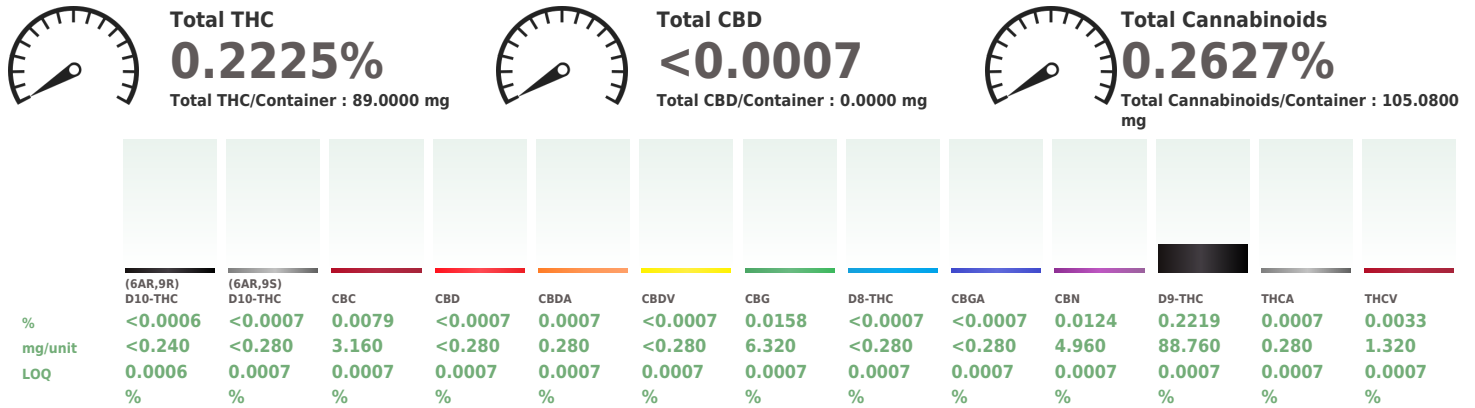 Total THC
0.2225%
Total THC/Container : 89.0000 mg
Total CBD
<0.0007
Total CBD/Container : 0.0000 mg
Total Cannabinoids
0.2627%
Total Cannabinoids/Container : 105.0800
mg
(6AR,9R) (6AR,9S)
D10-THC D10-THC CBC CBD CBDA CBDV CBG D8-THC CBGA CBN D9-THC THCA THCV
% <0.0006 <0.0007 0.0079 <0.0007 0.0007 <0.0007 0.0158 <0.0007 <0.0007 0.0124 0.2219 0.0007 0.0033
mg/unit <0.240 <0.280 3.160 <0.280 0.280 <0.280 6.320 <0.280 <0.280 4.960 88.760 0.280 1.320
LOQ 0.0006 0.0007 0.0007 0.0007 0.0007 0.0007 0.0007 0.0007 0.0007 0.0007 0.0007 0.0007 0.0007
% % % % % % % % % % % % %